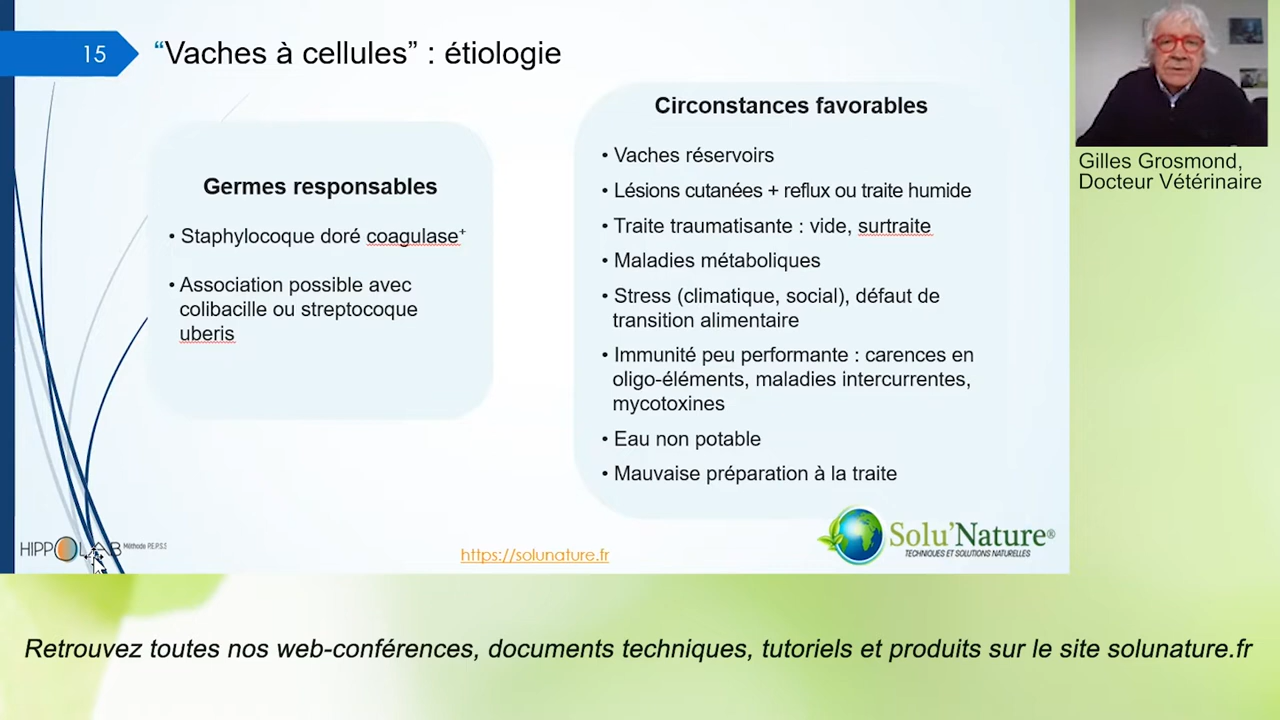 15
“Vaches à cellules” : étiologie
Germes responsables
• Staphylocoque doré coagulase⁺
• Association possible avec
colibacille ou streptocoque
uberis
Circonstances favorables
• Vaches réservoirs
• Lésions cutanées + reflux ou traite humide
• Traite traumatisante : vide, surtraite
• Maladies métaboliques
• Stress (climatique, social), défaut de
transition alimentaire
• Immunité peu performante : carences en
oligo-éléments, maladies intercurrentes,
mycotoxines
• Eau non potable
• Mauvaise préparation à la traite
Gilles Grosmond,
Docteur Vétérinaire
HIPPOLAB Méthode P.E.P.S.S
https://solunature.fr
Solu’Nature®
TECHNIQUES ET SOLUTIONS NATURELLES
Retrouvez toutes nos web-conférences, documents techniques, tutoriels et produits sur le site solunature.fr